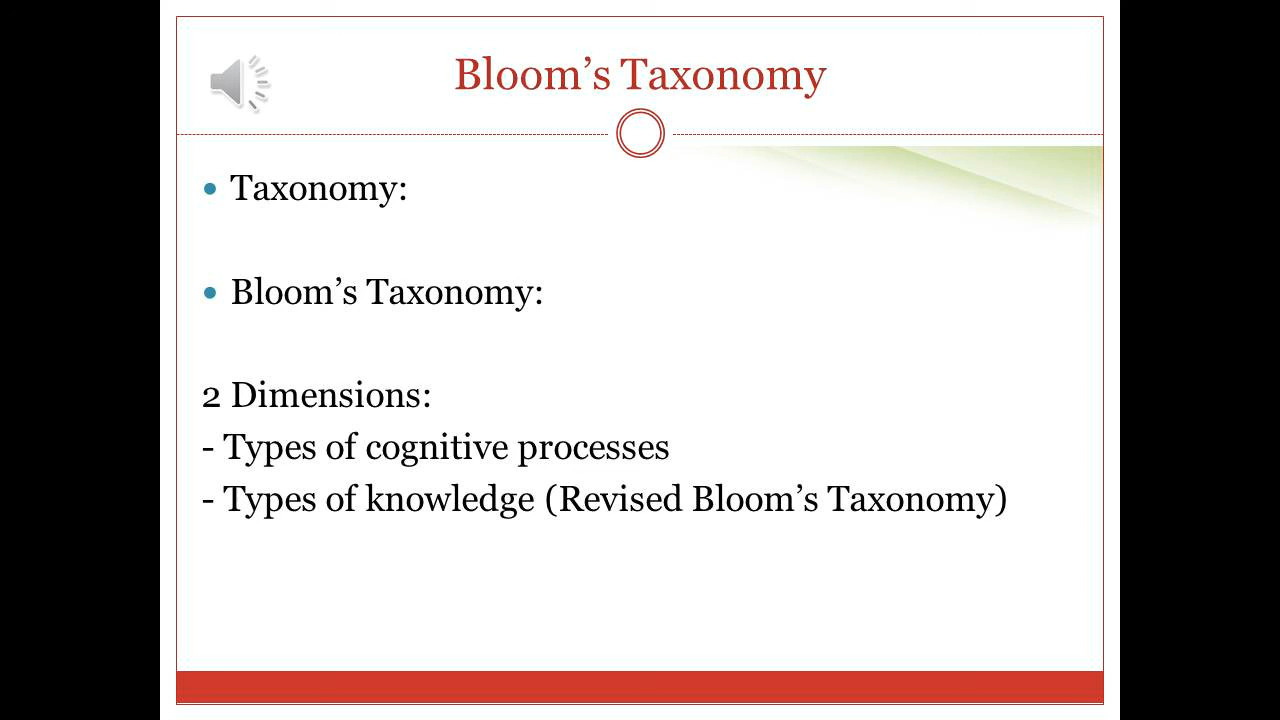 Bloom’s Taxonomy
• Taxonomy:
• Bloom’s Taxonomy:
2 Dimensions:
- Types of cognitive processes
- Types of knowledge (Revised Bloom’s Taxonomy)